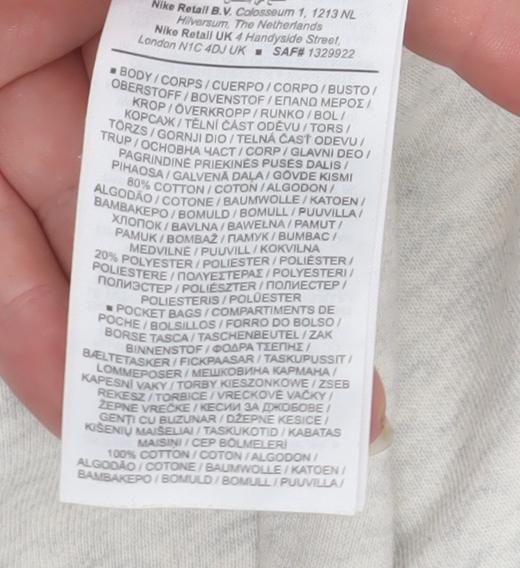 Nike Retail B.V. Colosseum 1, 1213 NL
Hilversum, The Netherlands
Nike Retail UK 4 Handyside Street,
London N1C 4DJ UK ▪ SAF# 1329922
▪ BODY / CORPS / CUERPO / CORPO / BUSTO /
OBERSTOFF / BOVENSTOF / ΕΠΑΝΩ ΜΕΡΟΣ /
KROP / ÖVERKROPP / RUNKO / BOL /
КОРСАЖ / TĚLNÍ ČÁST ODĚVU / TORS /
TÖRZS / GORNJI DIO / TELNÁ ČASŤ ODEVU /
TRUP / ОСНОВНА ЧАСТ / CORP / GLAVNI DEO /
PAGRINDINĖ PRIEKINĖS PUSĖS DALIS /
PIHAOSA / GALVENĀ DAĻA / GÖVDE KISMI
80% COTTON / COTON / ALGODON /
ALGODÃO / COTONE / BAUMWOLLE / KATOEN /
ΒΑΜΒΑΚΕΡΟ / BOMULD / BOMULL / PUUVILLA /
ХЛОПОК / BAVLNA / BAWEŁNA / PAMUT /
PAMUK / BOMBAŽ / ПАМУК / BUMBAC /
MEDVILNĖ / PUUVILL / KOKVILNA
20% POLYESTER / POLIESTER / POLIÉSTER /
POLIESTERE / ΠΟΛΥΕΣΤΕΡΑΣ / POLYESTERI /
ПОЛИЭСТЕР / POLIÉSZTER / ПОЛИЕСТЕР /
POLIESTERIS / POLÜESTER
▪ POCKET BAGS / COMPARTIMENTS DE
POCHE / BOLSILLOS / FORRO DO BOLSO /
BORSE TASCA / TASCHENBEUTEL / ZAK
BINNENSTOF / ΦΟΔΡΑ ΤΣΕΠΗΣ /
BÆLTETASKER / FICKPAASAR / TASKUPUSSIT /
LOMMEPOSER / МЕШКОВИНА КАРМАНА /
KAPESNÍ VAKY / TORBY KIESZONKOWE / ZSEB
REKESZ / TORBICE / VRECKOVÉ VAČKY /
ŽEPNE VREČKE / КЕСИИ ЗА ДЖОБОВЕ /
GENȚI CU BUZUNAR / DŽEPNE KESICE /
KIŠENIŲ MAIŠELIAI / TASKUKOTID / KABATAS
MAISIŅI / CEP BÖLMELERİ
100% COTTON / COTON / ALGODON /
ALGODÃO / COTONE / BAUMWOLLE / KATOEN /
ΒΑΜΒΑΚΕΡΟ / BOMULD / BOMULL / PUUVILLA /